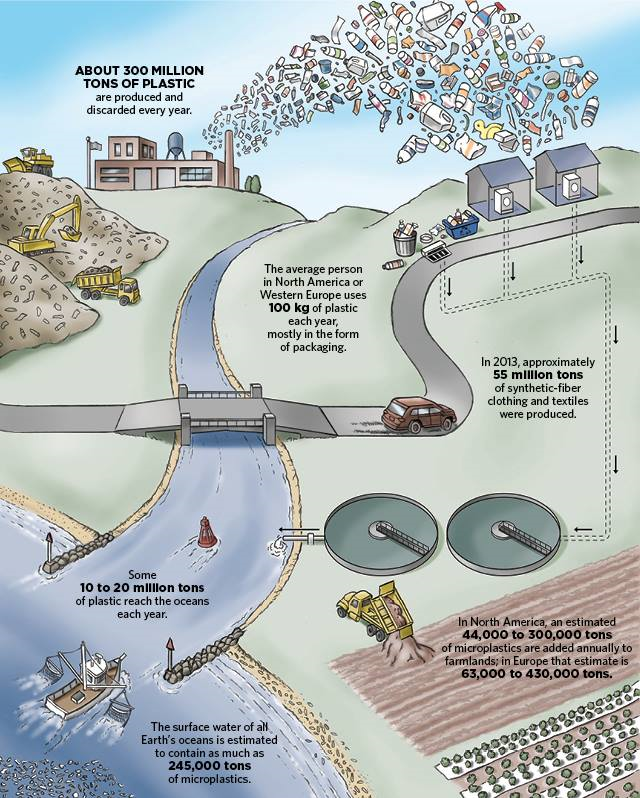 ABOUT 300 MILLION
TONS OF PLASTIC
are produced and
discarded every year.
The average person
in North America or
Western Europe uses
100 kg of plastic
each year,
mostly in the form
of packaging.
In 2013, approximately
55 million tons
of synthetic-fiber
clothing and textiles
were produced.
Some
10 to 20 million tons
of plastic reach the oceans
each year.
In North America, an estimated
44,000 to 300,000 tons
of microplastics are added annually to
farmlands; in Europe that estimate is
63,000 to 430,000 tons.
The surface water of all
Earth's oceans is estimated
to contain as much as
245,000 tons
of microplastics.